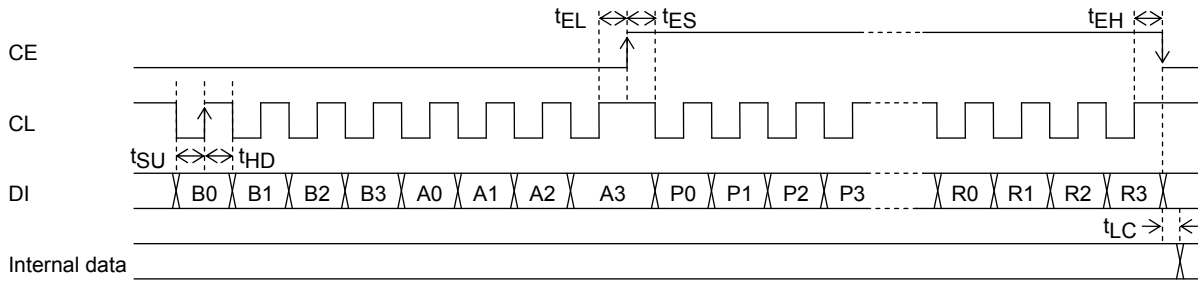 tEL tES tEH
CE
CL
tSU tHD
DI B0 B1 B2 B3 A0 A1 A2 A3 P0 P1 P2 P3 R0 R1 R2 R3
tLC
Internal data